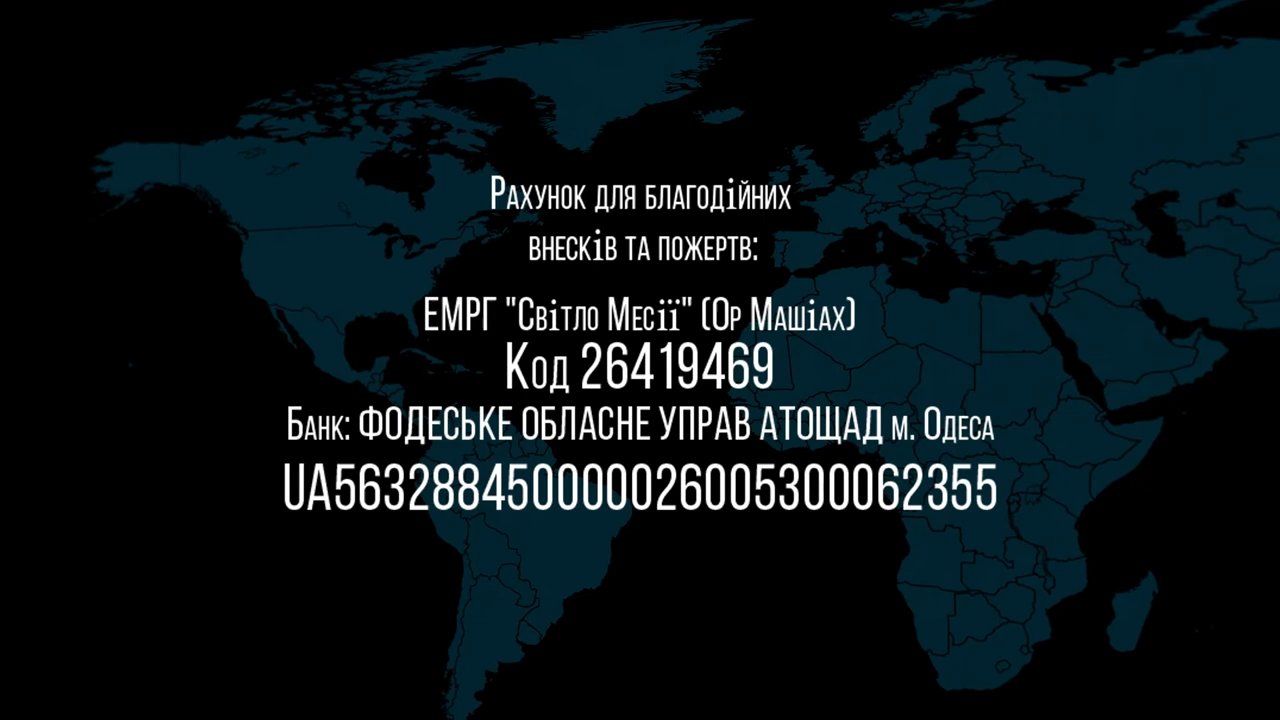 Рахунок для благодійних
внесків та пожертв:
ЕМРГ "Світло Месії" (Ор Машіах)
Код 26419469
Банк: ФОДЕСЬКЕ ОБЛАСНЕ УПРАВ АТОЩАД м. Одеса
UA563288450000026005300062355